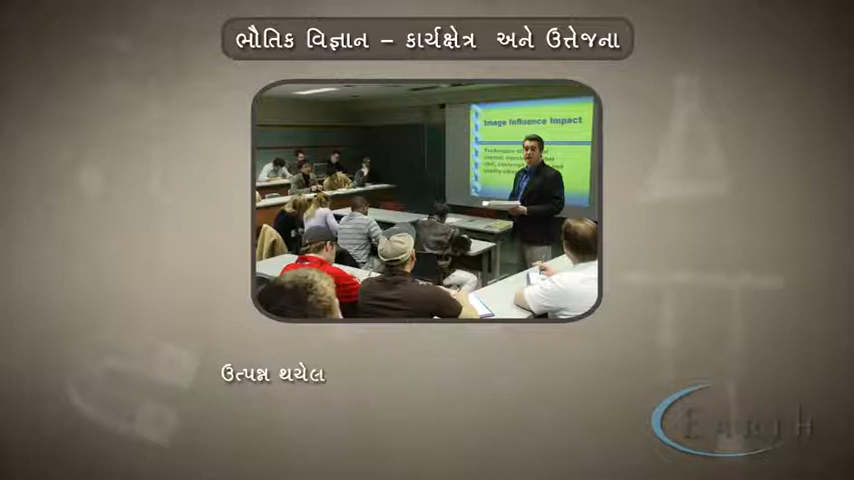 ભૌતિક વિજ્ઞાન – કાર્યક્ષેત્ર અને ઉત્તેજના
Image Influence Impact
ઉત્પન્ન થયેલ
EARTH